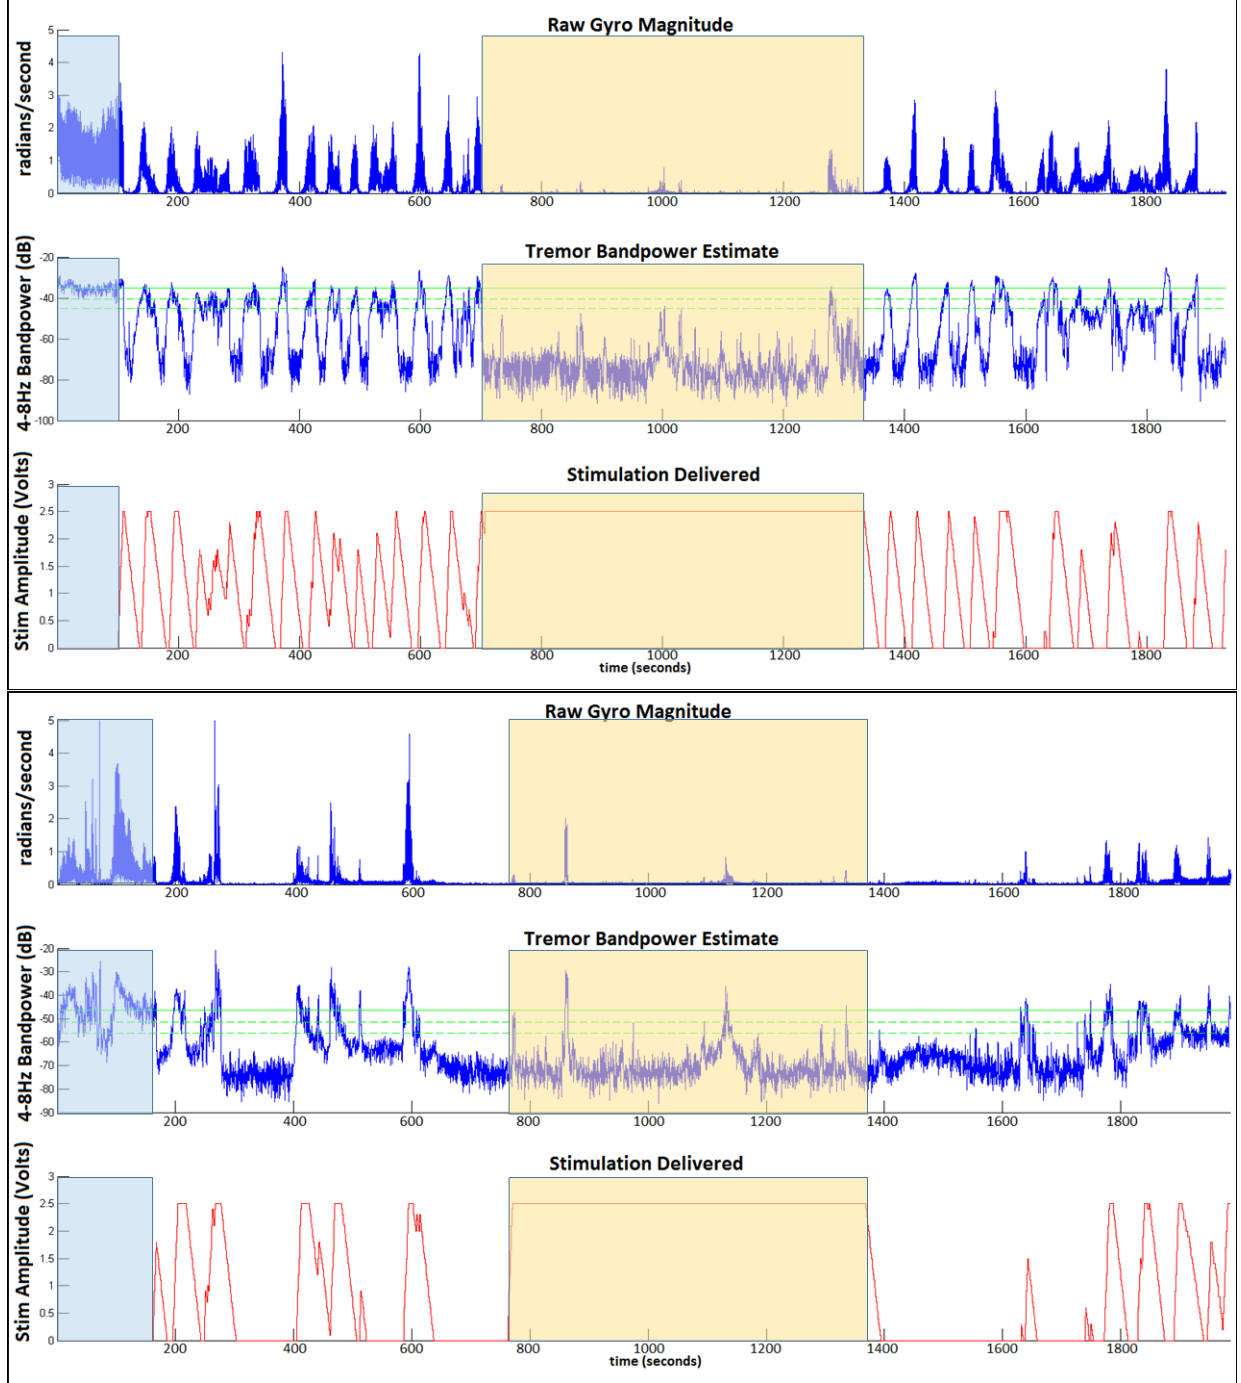 Raw Gyro Magnitude
radians/second
5
4
3
2
1
0
200 400 600 800 1000 1200 1400 1600 1800
Tremor Bandpower Estimate
4-8Hz Bandpower (dB)
-20
-40
-60
-80
-100
200 400 600 800 1000 1200 1400 1600 1800
Stimulation Delivered
Stim Amplitude (Volts)
3
2.5
2
1.5
1
0.5
0
200 400 600 800 1000 1200 1400 1600 1800
time (seconds)
Raw Gyro Magnitude
radians/second
5
4
3
2
1
0
200 400 600 800 1000 1200 1400 1600 1800
Tremor Bandpower Estimate
4-8Hz Bandpower (dB)
-20
-30
-40
-50
-60
-70
-80
-90
200 400 600 800 1000 1200 1400 1600 1800
Stimulation Delivered
Stim Amplitude (Volts)
3
2.5
2
1.5
1
0.5
0
200 400 600 800 1000 1200 1400 1600 1800
time (seconds)